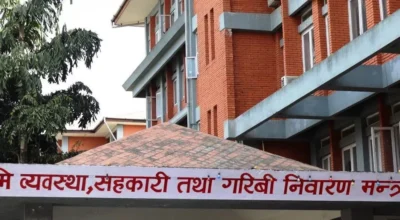 मि व्यवस्था, सहकारी तथा गरिबी निवारण मन्त्र